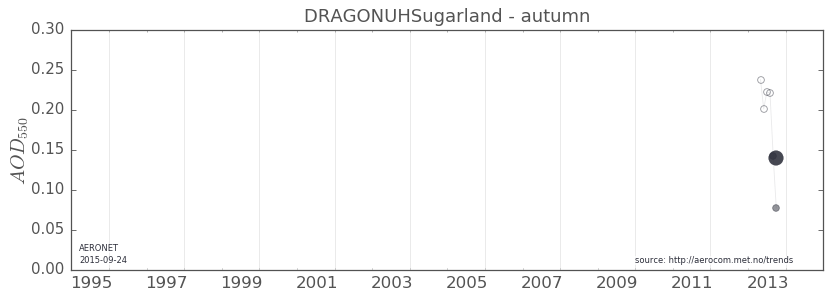 DRAGONUHSugarland - autumn
0.30
0.25
0.20
0.15
0.10
0.05
0.00
AOD550
AERONET
2015-09-24
source: http://aerocom.met.no/trends
1995 1997 1999 2001 2003 2005 2007 2009 2011 2013